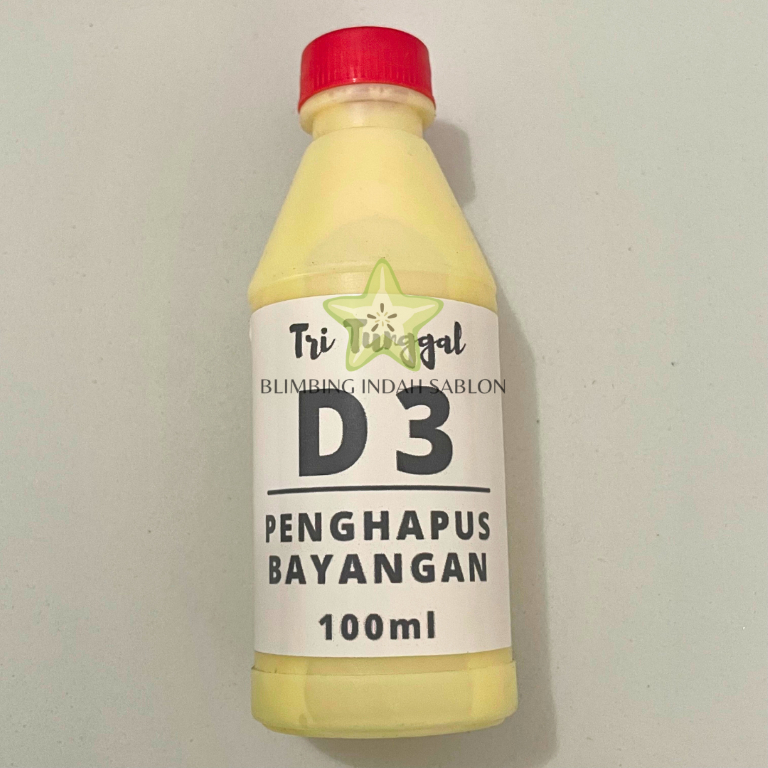 Tri Tunggal
BLIMBING INDAH SABLON
D3
PENGHAPUS
BAYANGAN
100ml